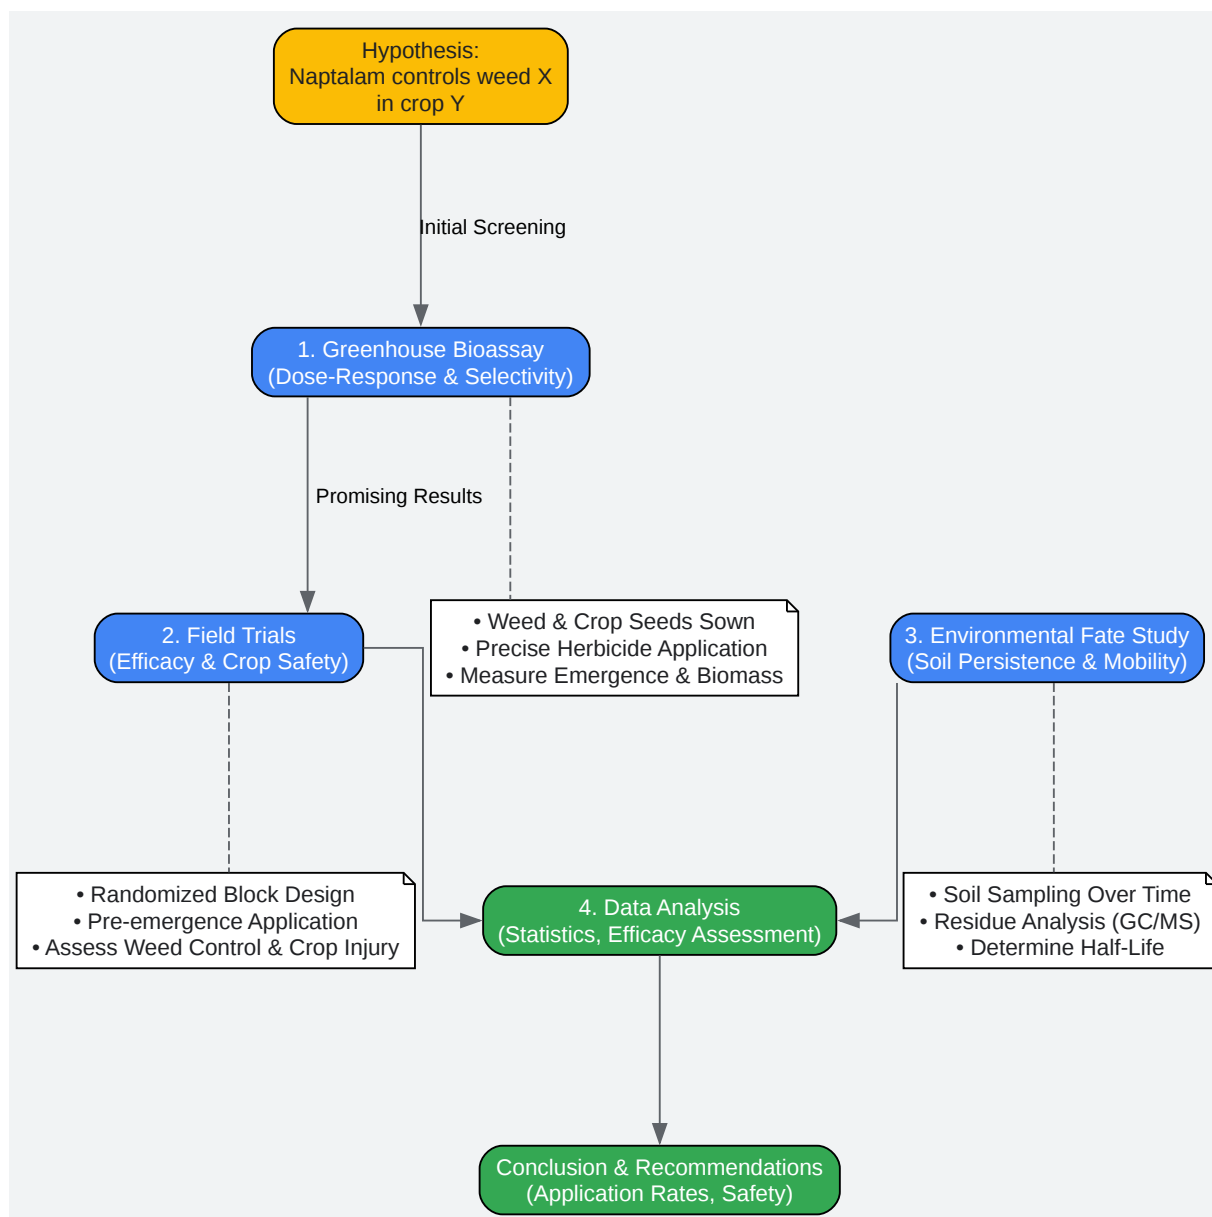 Hypothesis:
Naptalam controls weed X
in crop Y
Initial Screening
1. Greenhouse Bioassay
(Dose-Response & Selectivity)
Promising Results
2. Field Trials
(Efficacy & Crop Safety)
• Weed & Crop Seeds Sown
• Precise Herbicide Application
• Measure Emergence & Biomass
3. Environmental Fate Study
(Soil Persistence & Mobility)
• Randomized Block Design
• Pre-emergence Application
• Assess Weed Control & Crop Injury
4. Data Analysis
(Statistics, Efficacy Assessment)
• Soil Sampling Over Time
• Residue Analysis (GC/MS)
• Determine Half-Life
Conclusion & Recommendations
(Application Rates, Safety)